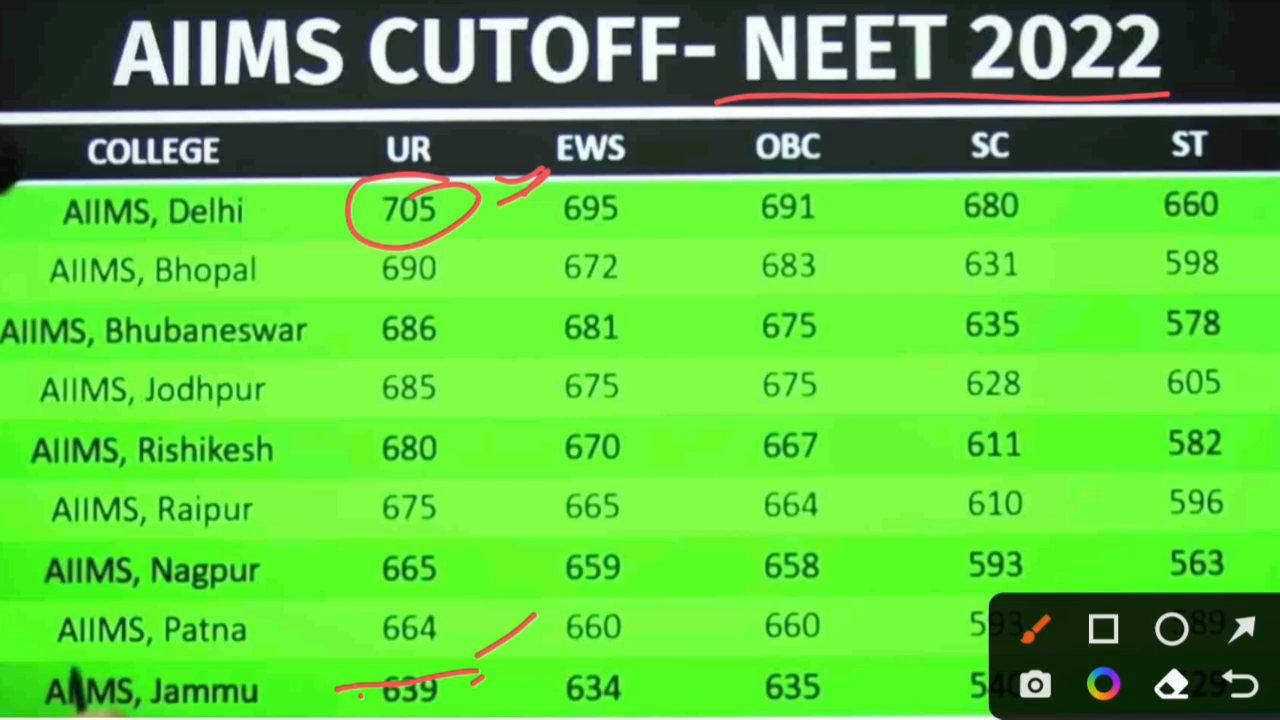 AIIMS CUTOFF- NEET 2022
COLLEGE UR EWS OBC SC ST
AIIMS, Delhi 705 695 691 680 660
AIIMS, Bhopal 690 672 683 631 598
AIIMS, Bhubaneswar 686 681 675 635 578
AIIMS, Jodhpur 685 675 675 628 605
AIIMS, Rishikesh 680 670 667 611 582
AIIMS, Raipur 675 665 664 610 596
AIIMS, Nagpur 665 659 658 593 563
AIIMS, Patna 664 660 660 593
AIIMS, Jammu 639 634 635